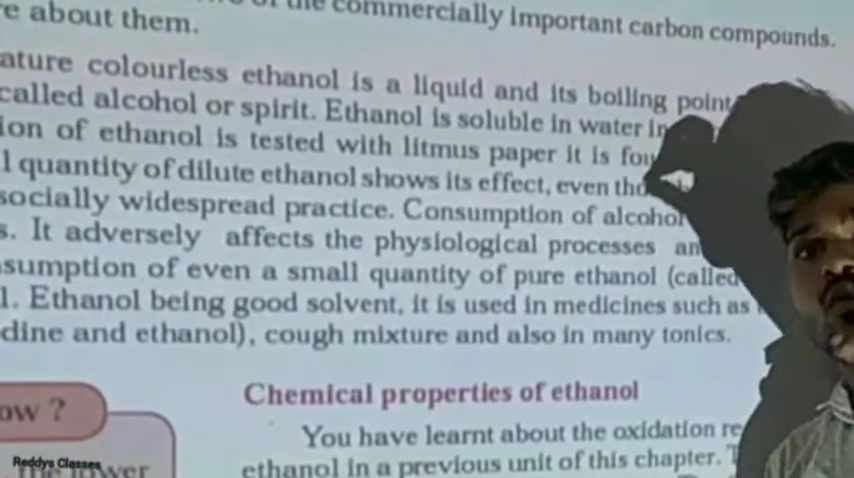 e about them.
of the commercially important carbon compounds.
ature colourless ethanol is a liquid and its boiling point
called alcohol or spirit. Ethanol is soluble in water in
ion of ethanol is tested with litmus paper it is fou
l quantity of dilute ethanol shows its effect, even tho
socially widespread practice. Consumption of alcohol
s. It adversely affects the physiological processes an
sumption of even a small quantity of pure ethanol (called
l. Ethanol being good solvent, it is used in medicines such as
dine and ethanol), cough mixture and also in many tonics.
Chemical properties of ethanol
ow ?
You have learnt about the oxidation re
ethanol in a previous unit of this chapter. T
Reddys Classes
the lower